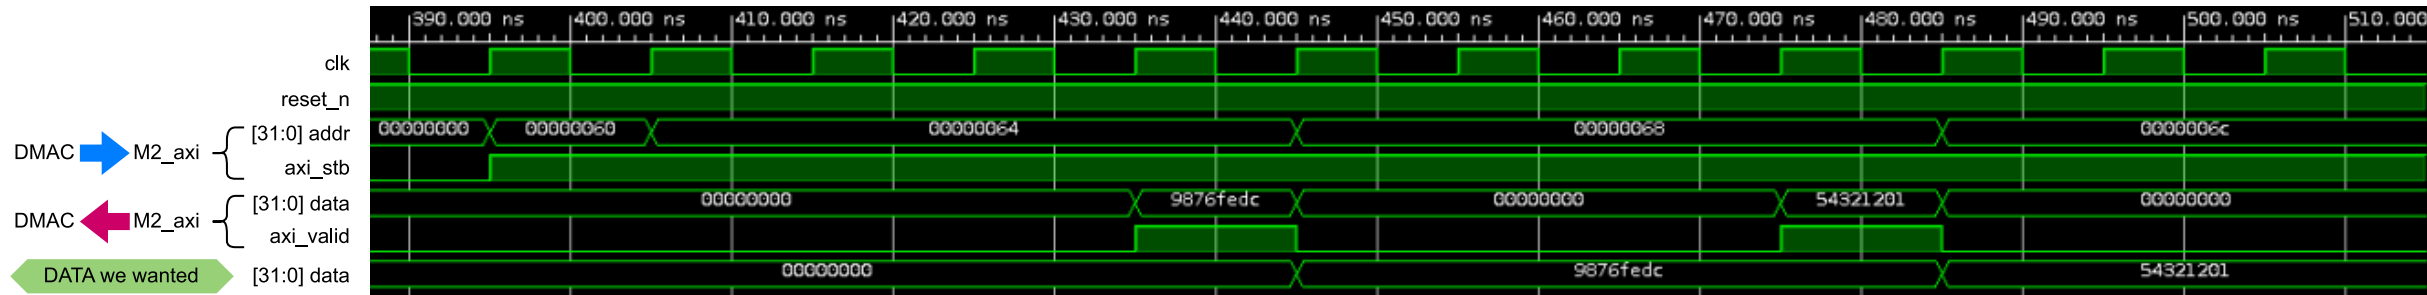 390.000 ns 400.000 ns 410.000 ns 420.000 ns 430.000 ns 440.000 ns 450.000 ns 460.000 ns 470.000 ns 480.000 ns 490.000 ns 500.000 ns 510.000
clk
reset_n
[31:0] addr 00000000 00000060 00000064 00000068 0000006c
DMAC M2_axi
axi_stb
[31:0] data 00000000 9876fedc 00000000 54321201 00000000
DMAC M2_axi
axi_valid
DATA we wanted [31:0] data 00000000 9876fedc 54321201